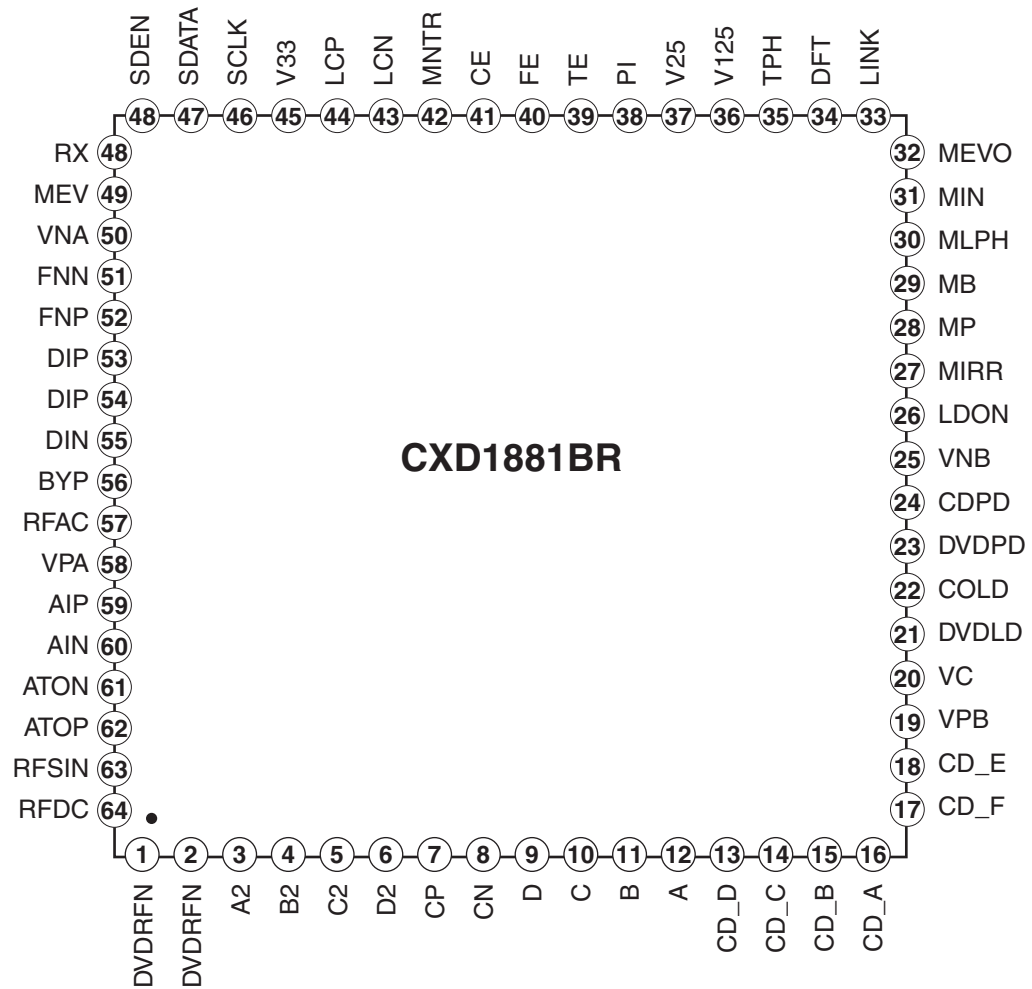 SDEN
SDATA
SCLK
V33
LCP
LCN
MNTR
CE
FE
TE
PI
V25
V125
TPH
DFT
LINK
48 47 46 45 44 43 42 41 40 39 38 37 36 35 34 33
RX 48
MEV 49
VNA 50
FNN 51
FNP 52
DIP 53
DIP 54
DIN 55
BYP 56
RFAC 57
VPA 58
AIP 59
AIN 60
ATON 61
ATOP 62
RFSIN 63
RFDC 64
CXD1881BR
32 MEVO
31 MIN
30 MLPH
29 MB
28 MP
27 MIRR
26 LDON
25 VNB
24 CDPD
23 DVDPD
22 COLD
21 DVDLD
20 VC
19 VPB
18 CD_E
17 CD_F
1 2 3 4 5 6 7 8 9 10 11 12 13 14 15 16
DVDRFN
DVDRFN
A2
B2
C2
D2
CP
CN
D
C
B
A
CD_D
CD_C
CD_B
CD_A